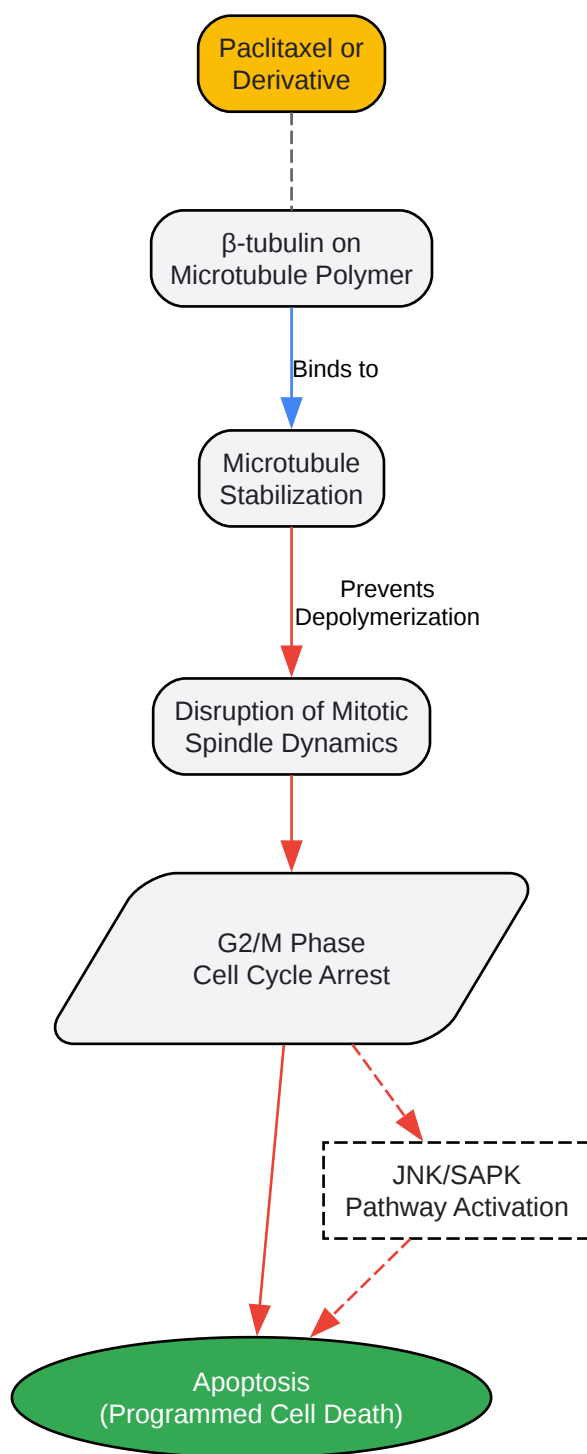 Paclitaxel or
Derivative
β-tubulin on
Microtubule Polymer
Binds to
Microtubule
Stabilization
Prevents
Depolymerization
Disruption of Mitotic
Spindle Dynamics
G2/M Phase
Cell Cycle Arrest
JNK/SAPK
Pathway Activation
Apoptosis
(Programmed Cell Death)